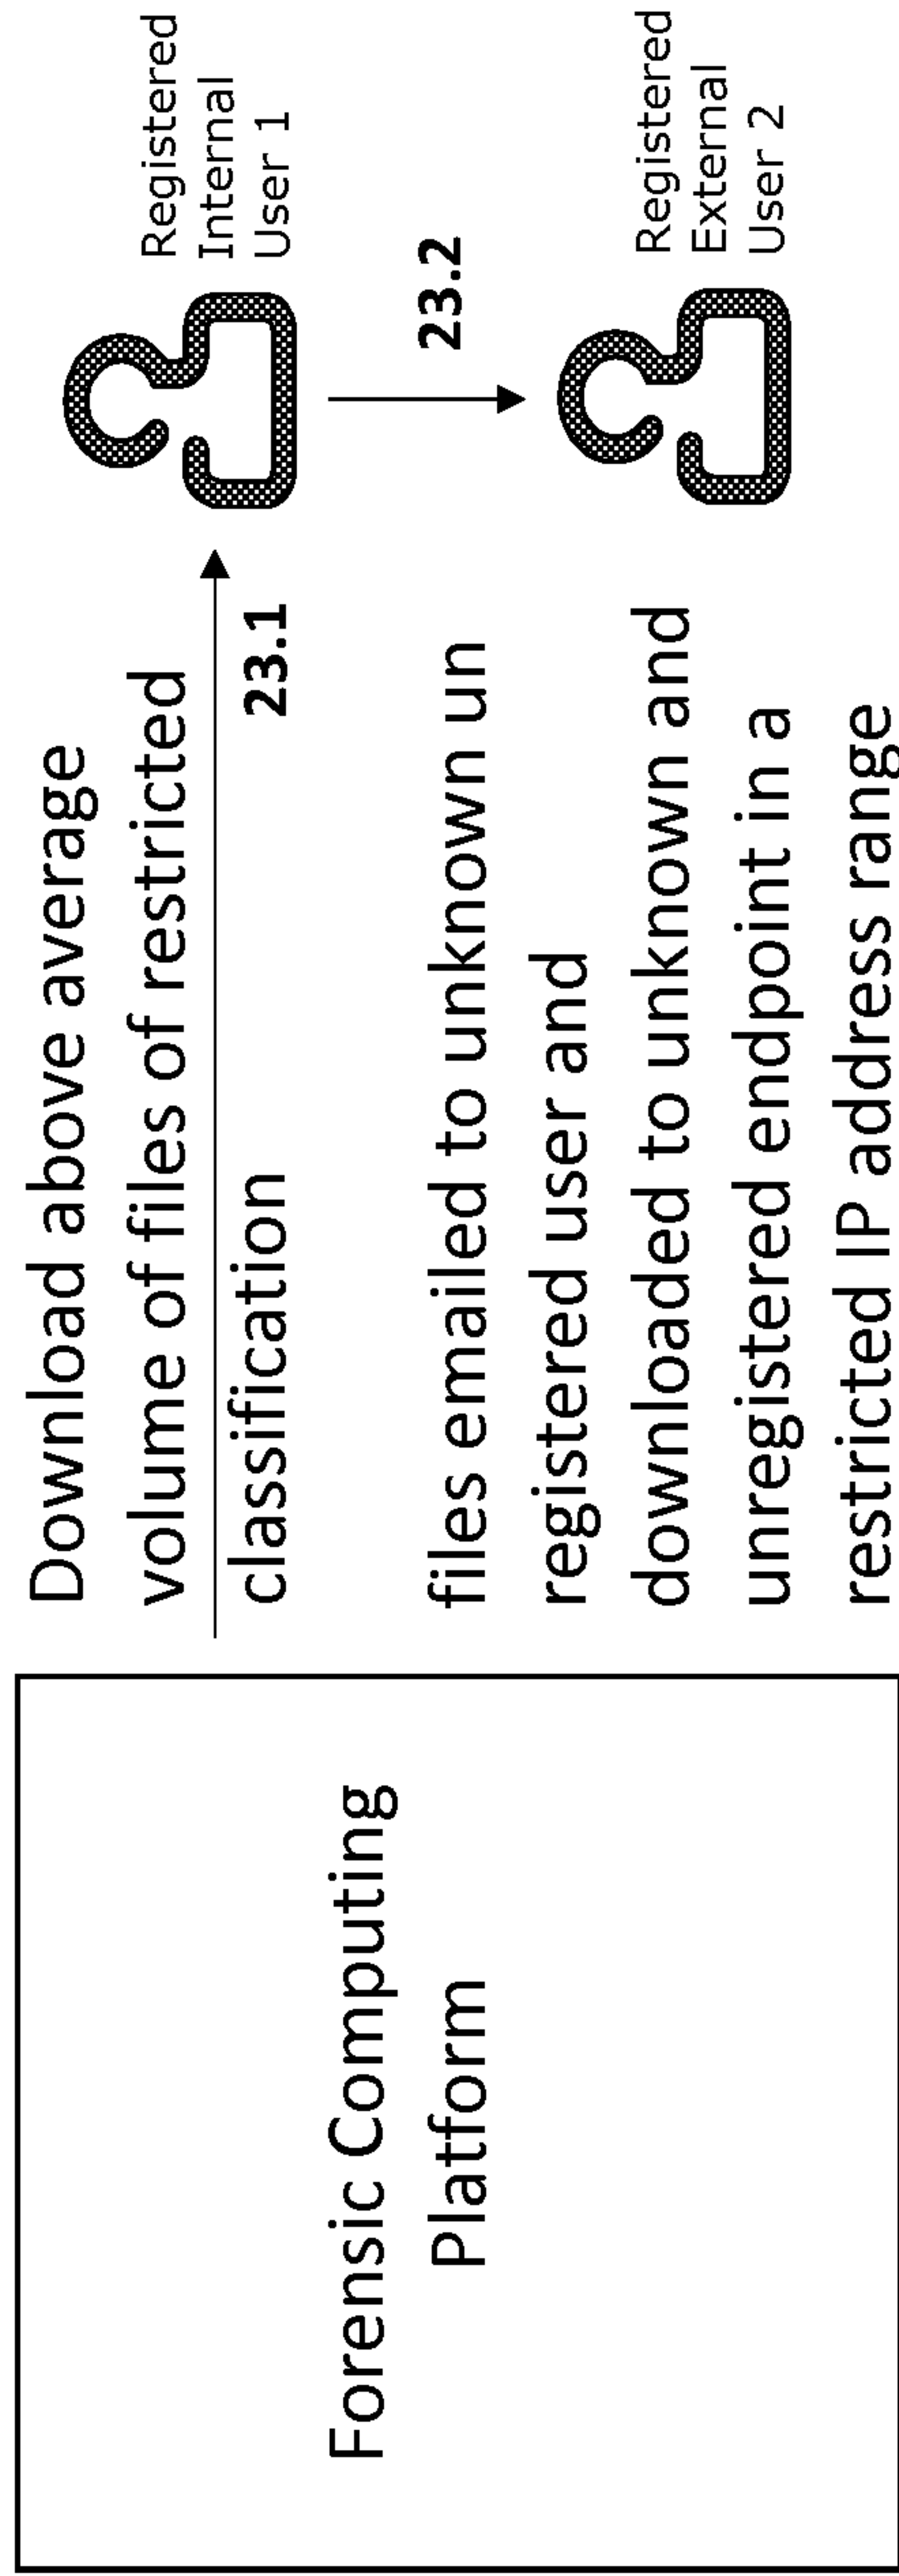 Forensic Computing
Platform
Download above average
volume of files of restricted
classification
23.1
Registered
Internal
User 1
23.2
files emailed to unknown un
registered user and
downloaded to unknown and
unregistered endpoint in a
restricted IP address range
Registered
External
User 2